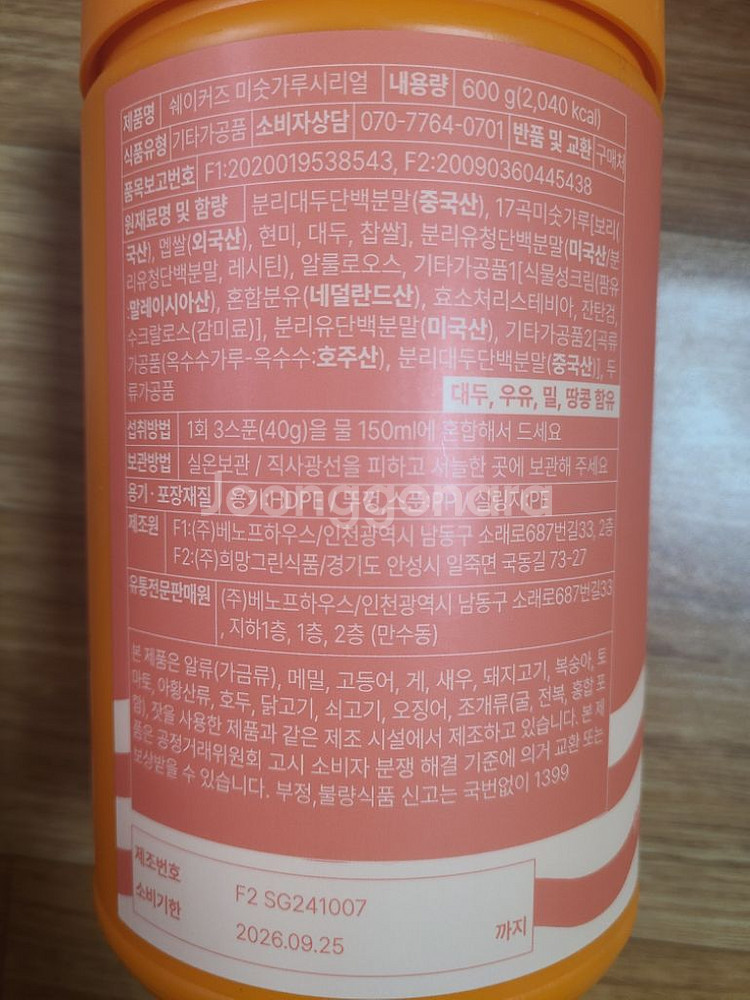 제품명 쉐이커즈 미숫가루시리얼 내용량 600 g(2,040 kcal)
식품유형 기타가공품 소비자상담 070-7764-0701 반품 및 교환 구매처
품목보고번호 F1:2020019538543, F2:20090360445438
원재료명 및 함량 분리대두단백분말(중국산), 17곡미숫가루[보리(
국산), 멥쌀(외국산), 현미, 대두, 찹쌀], 분리유청단백분말(미국산/분
리유청단백분말, 레시틴), 알룰로오스, 기타가공품1[식물성크림(팜유
:말레이시아산), 혼합분유(네덜란드산), 효소처리스테비아, 잔탄검,
수크랄로스(감미료)], 분리유단백분말(미국산), 기타가공품2[곡류
가공품(옥수수가루-옥수수:호주산), 분리대두단백분말(중국산)], 두
류가공품
대두, 우유, 밀, 땅콩 함유
섭취방법 1회 3스푼(40g)을 물 150ml에 혼합해서 드세요
보관방법 실온보관 / 직사광선을 피하고 서늘한 곳에 보관해 주세요
용기·포장재질 용기:HDPE, 뚜껑,스푼:PP, 실링지:PE
Joonggonara
제조원 F1:(주)베노프하우스/인천광역시 남동구 소래로687번길33, 2층
F2:(주)희망그린식품/경기도 안성시 일죽면 국동길 73-27
유통전문판매원 (주)베노프하우스/인천광역시 남동구 소래로687번길33
, 지하1층, 1층, 2층 (만수동)
본 제품은 알류(가금류), 메밀, 고등어, 게, 새우, 돼지고기, 복숭아, 토
마토, 아황산류, 호두, 닭고기, 쇠고기, 오징어, 조개류(굴, 전복, 홍합 포
함), 잣을 사용한 제품과 같은 제조 시설에서 제조하고 있습니다. 본 제
품은 공정거래위원회 고시 소비자 분쟁 해결 기준에 의거 교환 또는
보상받을 수 있습니다. 부정,불량식품 신고는 국번없이 1399
제조번호 F2 SG241007
소비기한 2026.09.25 까지